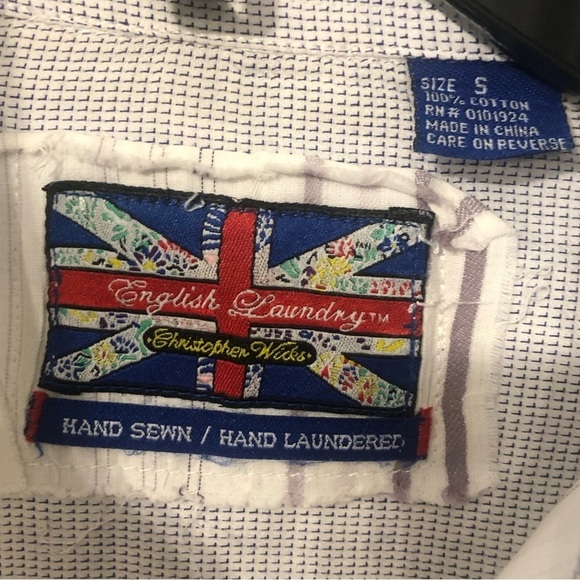 SIZE S
100% COTTON
RN# 0101924
MADE IN CHINA
CARE ON REVERSE
English Laundry™
Christopher Wicks
HAND SEWN / HAND LAUNDERED